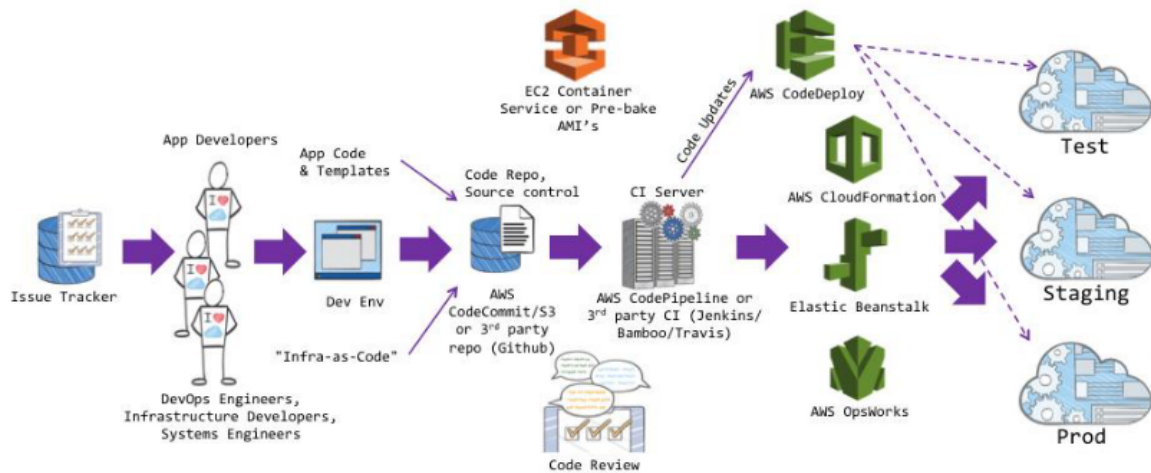 EC2 Container
Service or Pre-bake
AMI's
AWS CodeDeploy
Code Updates
Test
App Developers
App Code
& Templates
Code Repo,
Source control
CI Server
AWS CloudFormation
Issue Tracker
I
I
I
Dev Env
AWS
CodeCommit/S3
or 3rd party
repo (Github)
AWS CodePipeline or
3rd party CI (Jenkins/
Bamboo/Travis)
Elastic Beanstalk
Staging
"Infra-as-Code"
DevOps Engineers,
Infrastructure Developers,
Systems Engineers
Code Review
AWS OpsWorks
Prod